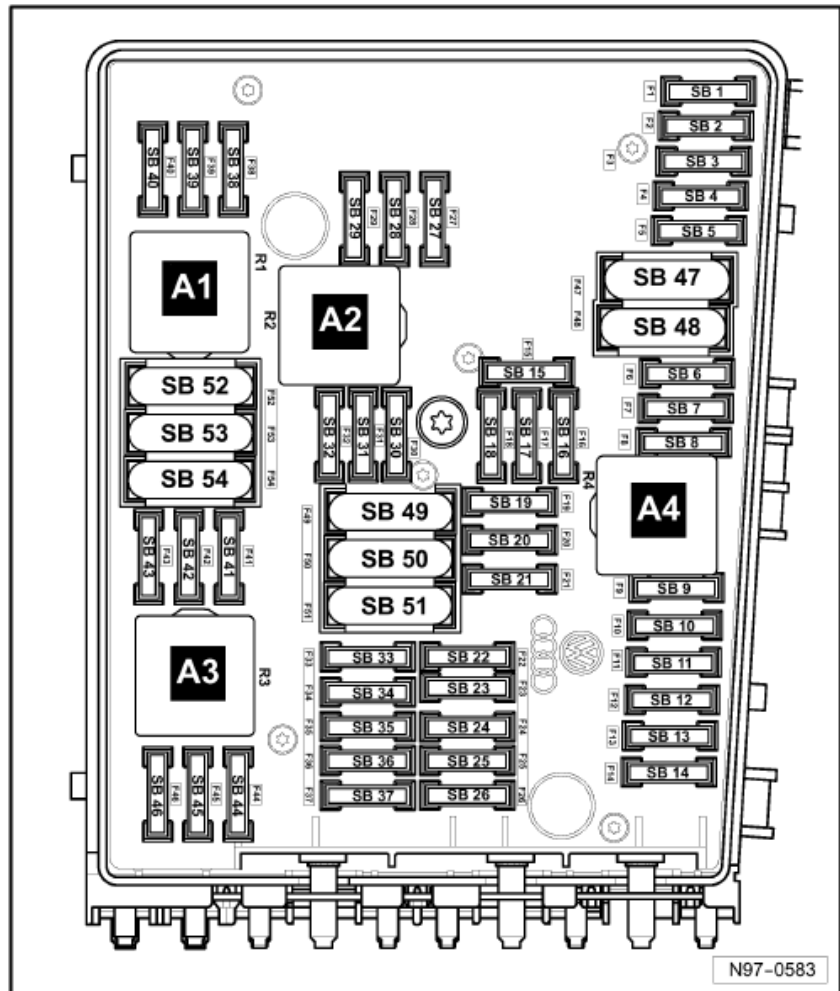 F1 SB 1
F2 SB 2
F3 SB 3
F4 SB 4
F5 SB 5
SB 40 F40 SB 39 F39 SB 38 F38
SB 29 F29 SB 28 F28 SB 27 F27
A1 R1
R2 A2
F47 SB 47
F48 SB 48
F15
SB 15
SB 52 F52
SB 53 F53
SB 54 F54
F6 SB 6
F7 SB 7
F8 SB 8
SB 32 F32 SB 31 F31 SB 30 F30
SB 18 F18 SB 17 F17 SB 16 F16
R4 A4
F49 SB 49
F50 SB 50
F51 SB 51
SB 19 F19
SB 20 F20
SB 21 F21
SB 43 F43 SB 42 F42 SB 41 F41
F9 SB 9
F10 SB 10
F11 SB 11
F12 SB 12
F13 SB 13
F14 SB 14
A3 R3
F33 SB 33 SB 22 F22
F34 SB 34 SB 23 F23
F35 SB 35 SB 24 F24
F36 SB 36 SB 25 F25
F37 SB 37 SB 26 F26
SB 46 F46 SB 45 F45 SB 44 F44
VW
N97-0583